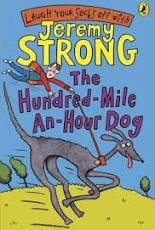 LAUGH YOUR SOCKS OFF WITH
Jeremy
STRONG
The
Hundred-Mile
An-Hour Dog